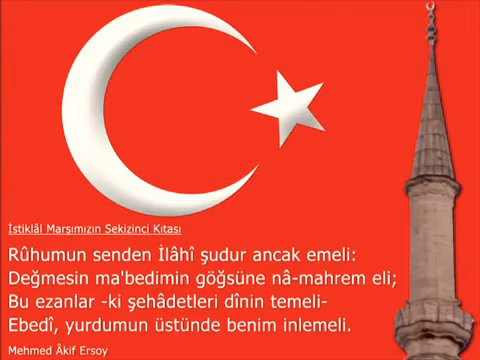 İstiklâl Marşımızın Sekizinci Kıtası
Rûhumun senden İlâhî şudur ancak emeli:
Değmesin ma'bedimin göğsüne nâ-mahrem eli;
Bu ezanlar -ki şehâdetleri dînin temeli-
Ebedî, yurdumun üstünde benim inlemeli.
Mehmed Âkif Ersoy